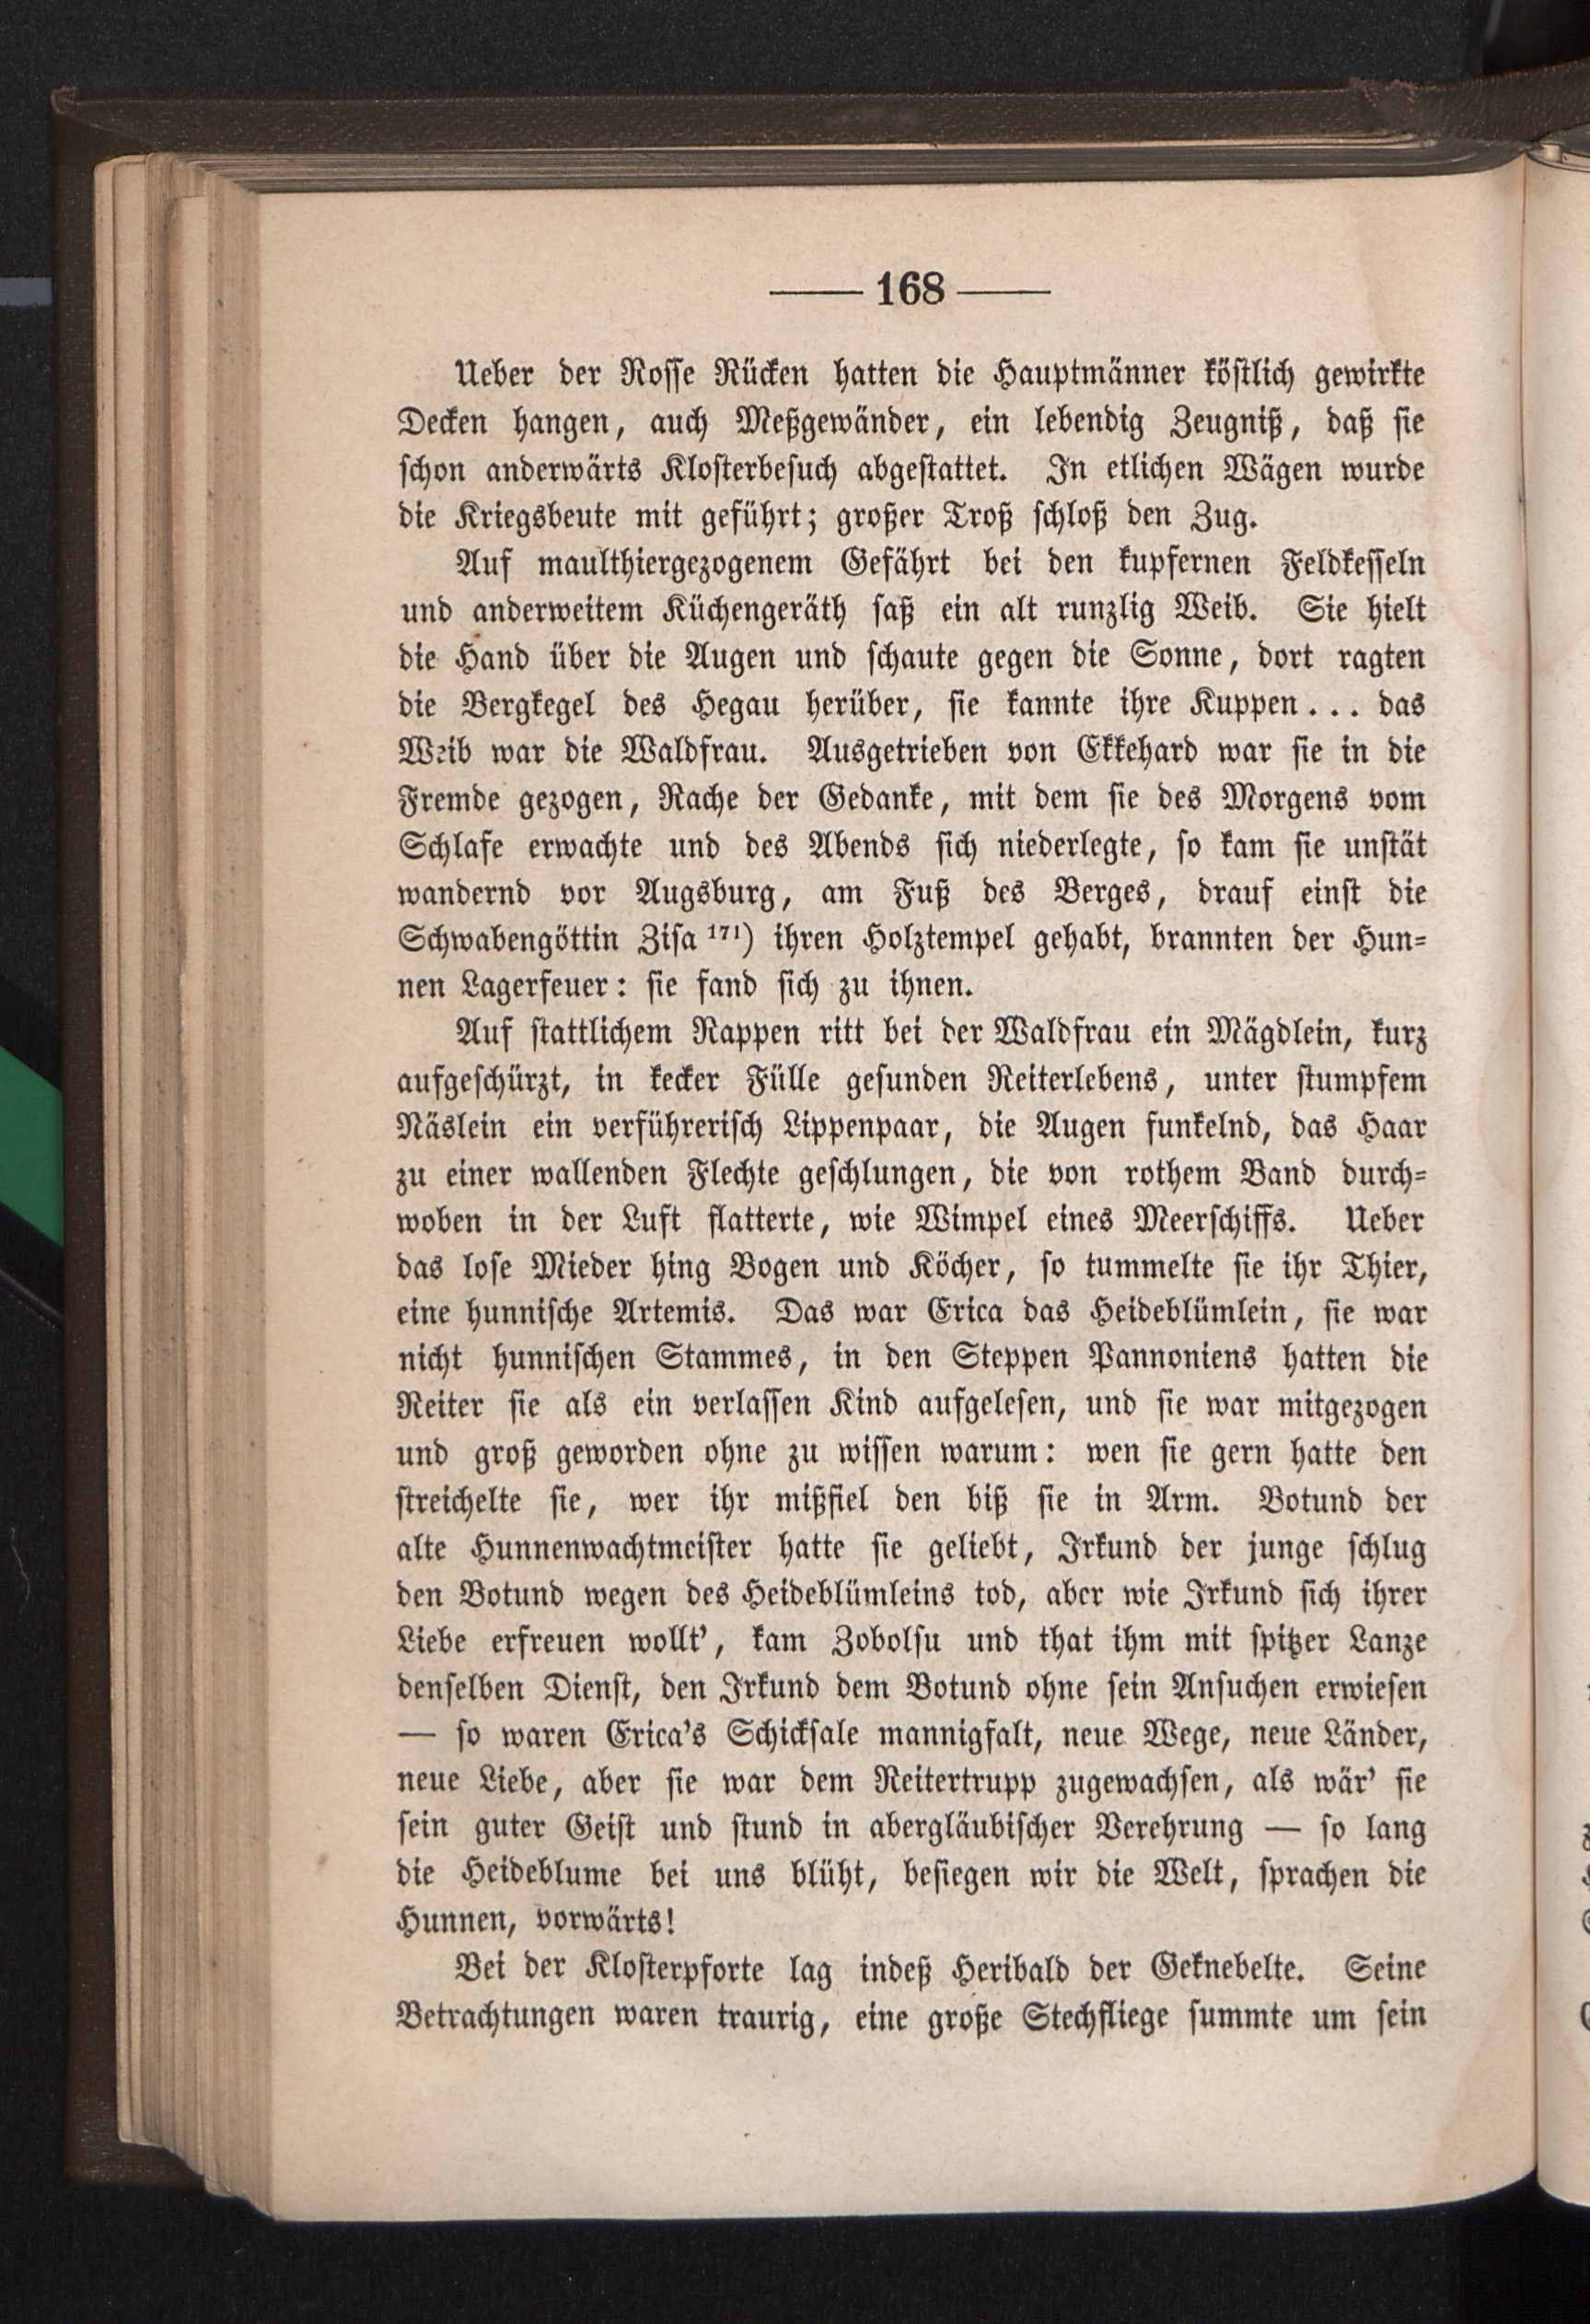 168
Ueber der Rosse Rücken hatten die Hauptmänner köstlich gewirkte
Decken hangen, auch Meßgewänder, ein lebendig Zeugniß, daß sie
schon anderwärts Klosterbesuch abgestattet. In etlichen Wägen wurde
die Kriegsbeute mit geführt; großer Troß schloß den Zug.
Auf maulthiergezogenem Gefährt bei den kupfernen Feldkesseln
und anderweitem Küchengeräth saß ein alt runzlig Weib. Sie hielt
die Hand über die Augen und schaute gegen die Sonne, dort ragten
die Bergkegel des Hegau herüber, sie kannte ihre Kuppen... das
Weib war die Waldfrau. Ausgetrieben von Ekkehard war sie in die
Fremde gezogen, Rache der Gedanke, mit dem sie des Morgens vom
Schlafe erwachte und des Abends sich niederlegte, so kam sie unstät
wandernd vor Augsburg, am Fuß des Berges, drauf einst die
Schwabengöttin Zisa ¹⁷¹) ihren Holztempel gehabt, brannten der Hun-
nen Lagerfeuer: sie fand sich zu ihnen.
Auf stattlichem Rappen ritt bei der Waldfrau ein Mägdlein, kurz
aufgeschürzt, in kecker Fülle gesunden Reiterlebens, unter stumpfem
Näslein ein verführerisch Lippenpaar, die Augen funkelnd, das Haar
zu einer wallenden Flechte geschlungen, die von rothem Band durch-
woben in der Luft flatterte, wie Wimpel eines Meerschiffs. Ueber
das lose Mieder hing Bogen und Köcher, so tummelte sie ihr Thier,
eine hunnische Artemis. Das war Erica das Heideblümlein, sie war
nicht hunnischen Stammes, in den Steppen Pannoniens hatten die
Reiter sie als ein verlassen Kind aufgelesen, und sie war mitgezogen
und groß geworden ohne zu wissen warum: wen sie gern hatte den
streichelte sie, wer ihr mißfiel den biß sie in Arm. Botund der
alte Hunnenwachtmeister hatte sie geliebt, Irkund der junge schlug
den Botund wegen des Heideblümleins tod, aber wie Irkund sich ihrer
Liebe erfreuen wollt', kam Zobolsu und that ihm mit spitzer Lanze
denselben Dienst, den Irkund dem Botund ohne sein Ansuchen erwiesen
— so waren Erica's Schicksale mannigfalt, neue Wege, neue Länder,
neue Liebe, aber sie war dem Reitertrupp zugewachsen, als wär' sie
sein guter Geist und stund in abergläubischer Verehrung — so lang
die Heideblume bei uns blüht, besiegen wir die Welt, sprachen die
Hunnen, vorwärts!
Bei der Klosterpforte lag indeß Heribald der Geknebelte. Seine
Betrachtungen waren traurig, eine große Stechfliege summte um sein